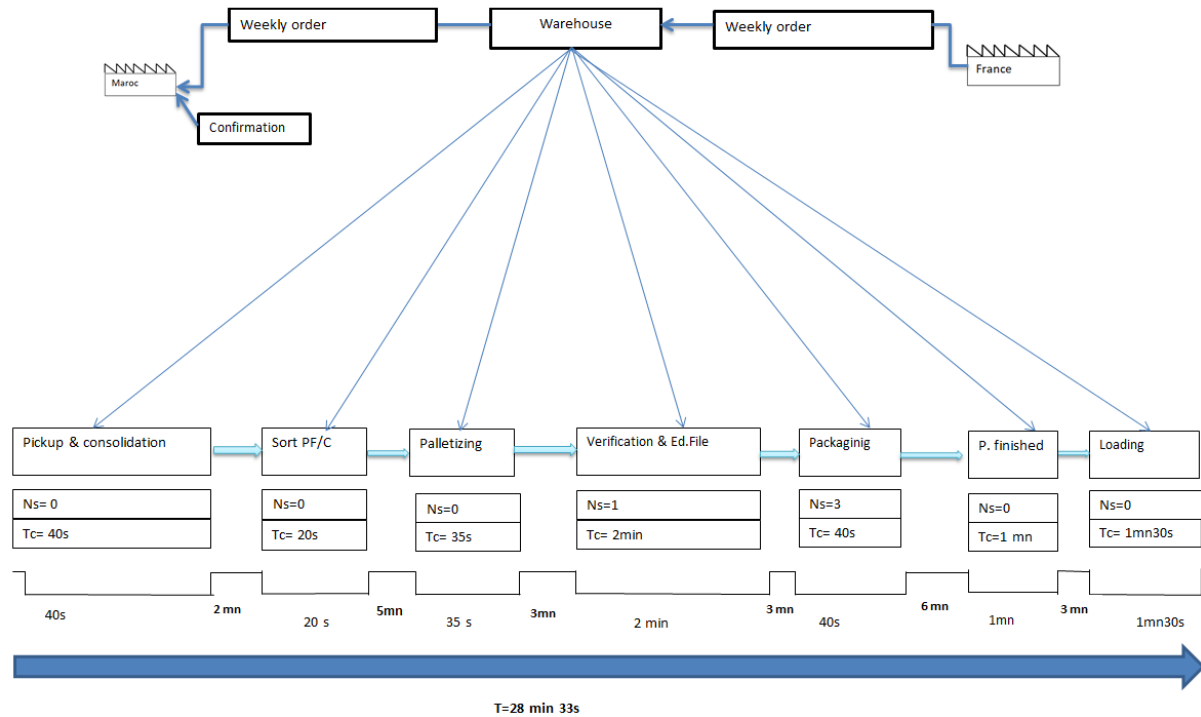 Weekly order
Warehouse
Weekly order
Maroc
France
Confirmation
Pickup & consolidation
Sort PF/C
Palletizing
Verification & Ed.File
Packaginig
P. finished
Loading
Ns= 0
Ns=0
Ns=0
Ns=1
Ns=3
Ns=0
Ns=0
Tc= 40s
Tc= 20s
Tc= 35s
Tc= 2min
Tc= 40s
Tc=1 mn
Tc= 1mn30s
40s
2 mn
20 s
5mn
35 s
3mn
2 min
3 mn
40s
6 mn
1mn
3 mn
1mn30s
T=28 min 33s